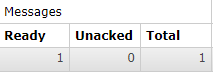 Messages
Ready Unacked Total
1 0 1